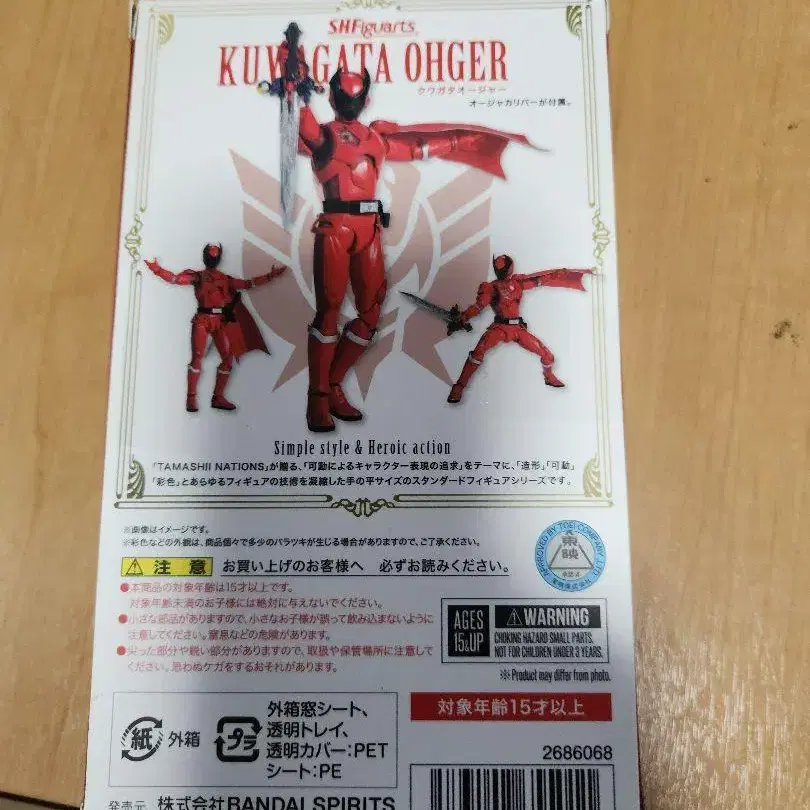 S.H.Figuarts
KUWAGATA OHGER
クワガタオージャー
オージャカリバーが付属。
Simple style & Heroic action
「TAMASHII NATIONS」が贈る、「可動によるキャラクター表現の追求」をテーマに、「造形」「可動」
「彩色」とあらゆるフィギュアの技術を凝縮した手の平サイズのスタンダードフィギュアシリーズです。
※画像はイメージです。
※彩色などの外観は、商品個々で多少のバラツキが生じる場合がありますので、ご了承ください。
APPROVED BY TOEI COMPANY LTD
東映
注意 お買い上げのお客様へ 必ずお読みください。
●本商品の対象年齢は15才以上です。
対象年齢未満のお子様には絶対に与えないでください。
●小さな部品がありますので、小さなお子様が誤って飲み込まないように
注意してください。窒息などの危険があります。
●尖った部分や鋭い部分がありますので、取扱や保管場所に注意して
ください。思わぬケガをするおそれがあります。
AGES
15&UP
WARNING
CHOKING HAZARD SMALL PARTS.
NOT FOR CHILDREN UNDER 3 YEARS.
※Product may differ from photo.
紙 外箱
プラ
外箱窓シート、
透明トレイ、
透明カバー:PET
シート:PE
対象年齢15才以上
2686068
発売元 株式会社BANDAI SPIRITS